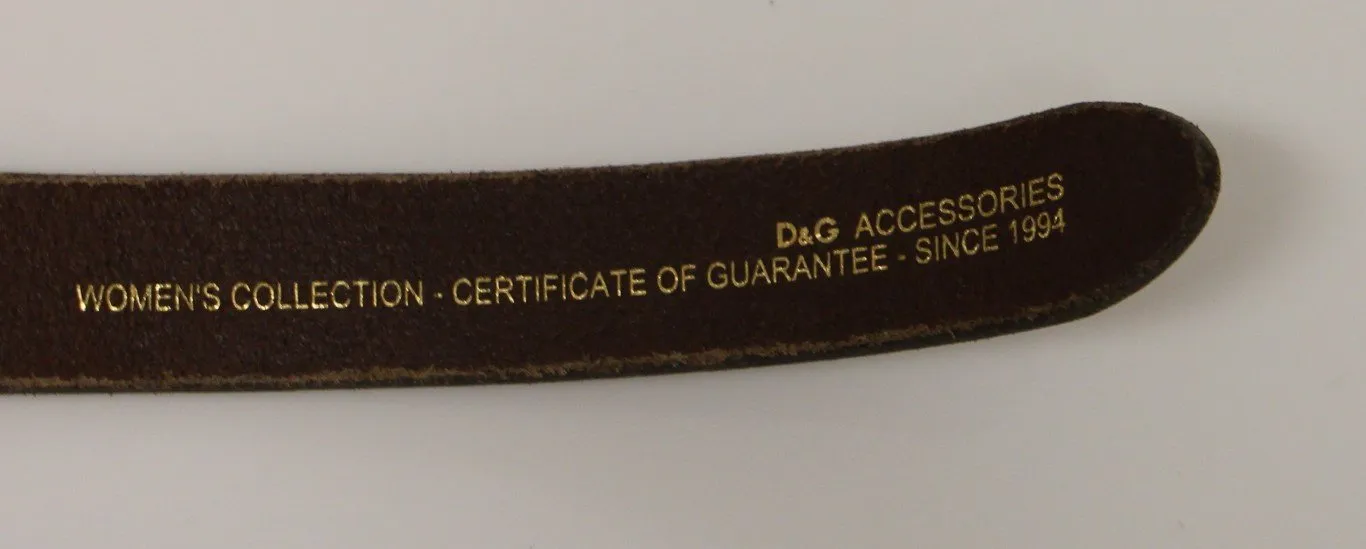 D&G ACCESSORIES
WOMEN'S COLLECTION - CERTIFICATE OF GUARANTEE - SINCE 1994